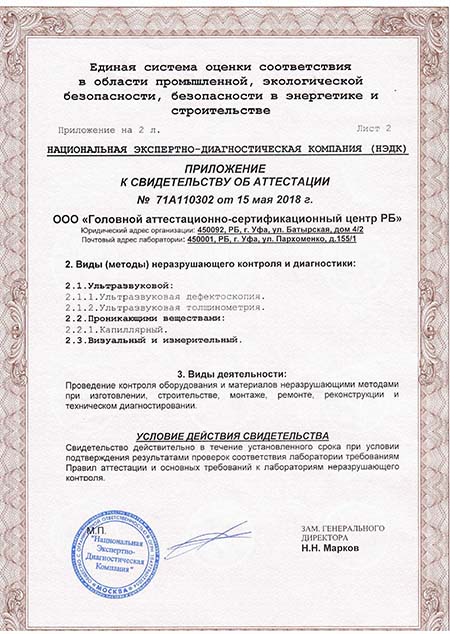 Единая система оценки соответствия
в области промышленной, экологической
безопасности, безопасности в энергетике и
строительстве
Приложение на 2 л. Лист 2
НАЦИОНАЛЬНАЯ ЭКСПЕРТНО-ДИАГНОСТИЧЕСКАЯ КОМПАНИЯ (НЭДК)
ПРИЛОЖЕНИЕ
К СВИДЕТЕЛЬСТВУ ОБ АТТЕСТАЦИИ
№ 71А110302 от 15 мая 2018 г.
ООО «Головной аттестационно-сертификационный центр РБ»
Юридический адрес организации: 450092, РБ, г. Уфа, ул. Батырская, дом 4/2
Почтовый адрес лаборатории: 450001, РБ, г. Уфа, ул. Пархоменко, д.155/1
2. Виды (методы) неразрушающего контроля и диагностики:
2.1.Ультразвуковой:
2.1.1.Ультразвуковая дефектоскопия.
2.1.2.Ультразвуковая толщинометрия.
2.2.Проникающими веществами:
2.2.1.Капиллярный.
2.3.Визуальный и измерительный.
3. Виды деятельности:
Проведение контроля оборудования и материалов неразрушающими методами
при изготовлении, строительстве, монтаже, ремонте, реконструкции и
техническом диагностировании.
УСЛОВИЕ ДЕЙСТВИЯ СВИДЕТЕЛЬСТВА
Свидетельство действительно в течение установленного срока при условии
подтверждения результатами проверок соответствия лаборатории требованиям
Правил аттестации и основных требований к лабораториям неразрушающего
контроля.
М.П.
"Национальная
Экспертно-
Диагностическая
Компания"
МОСКВА
ЗАМ. ГЕНЕРАЛЬНОГО
ДИРЕКТОРА
Н.Н. Марков